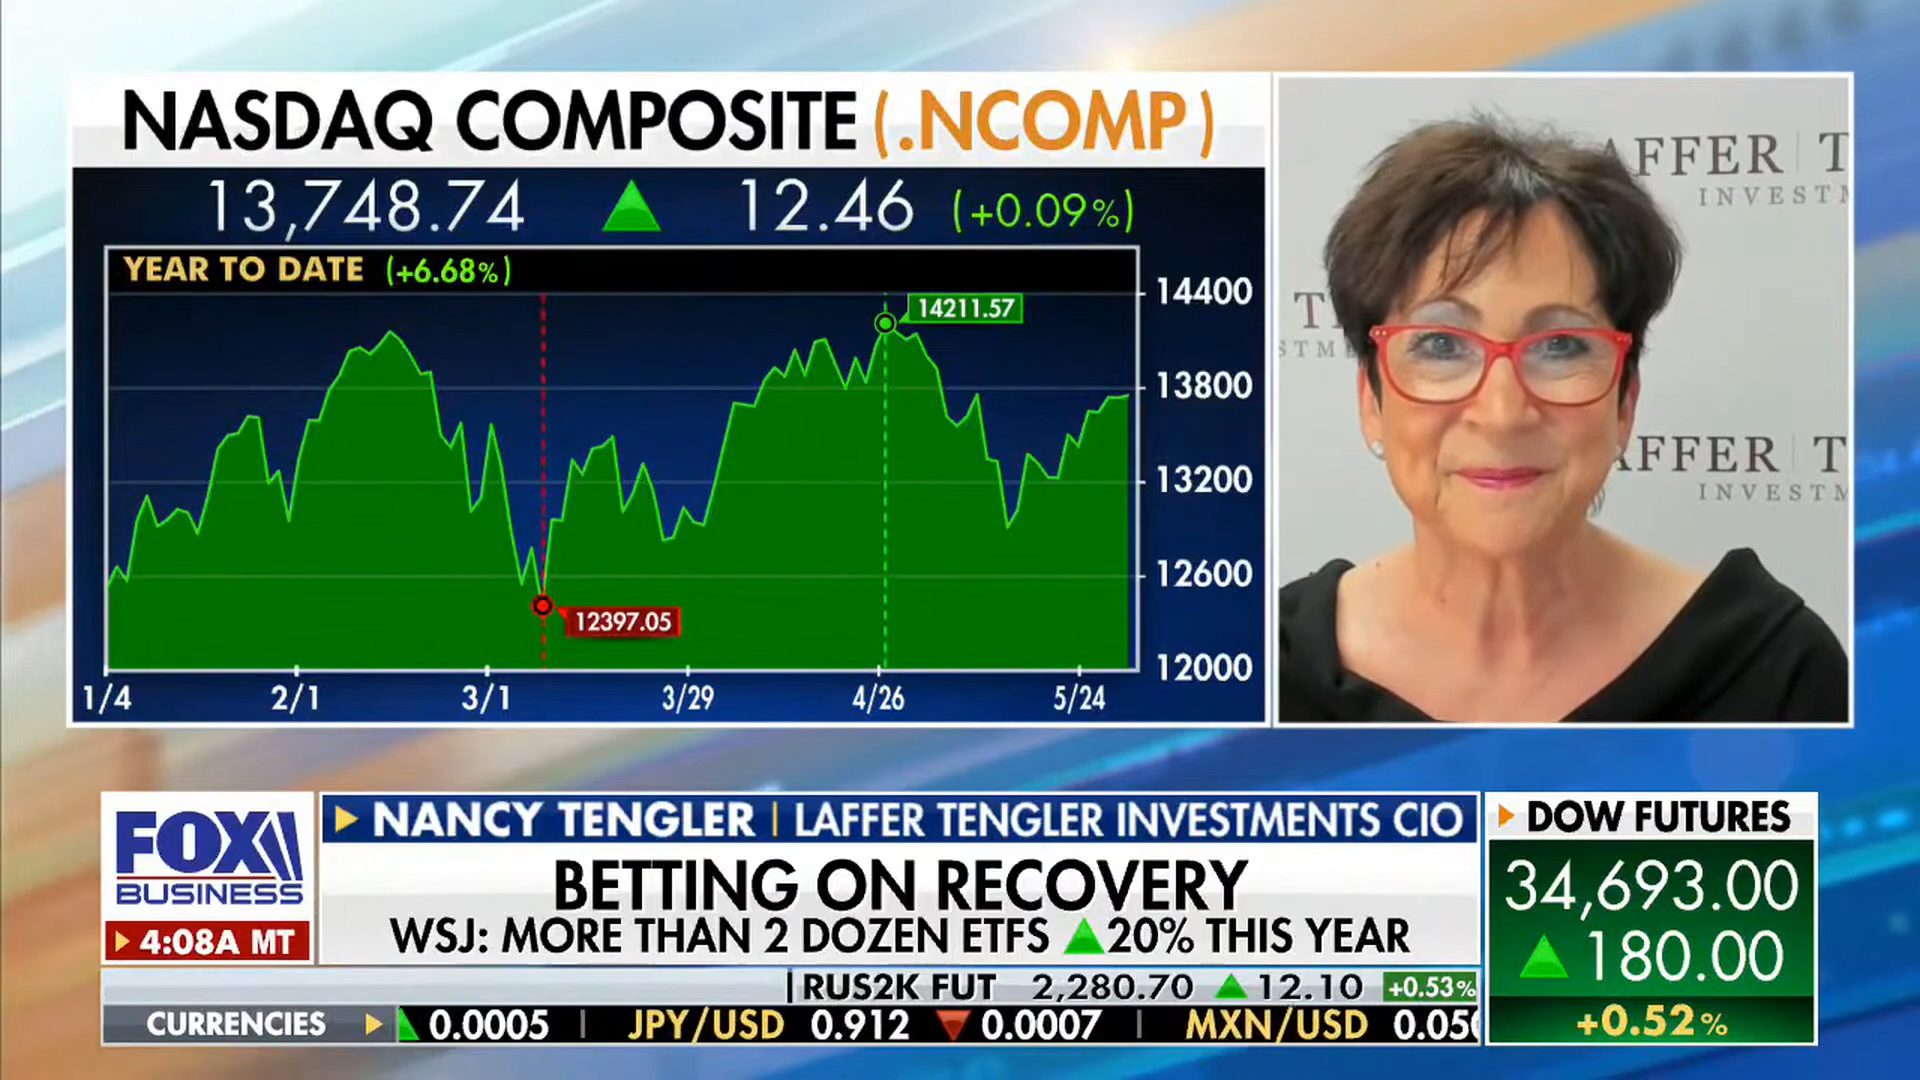 NASDAQ COMPOSITE (.NCOMP)
13,748.74 ▲ 12.46 (+0.09%)
YEAR TO DATE (+6.68%)
14211.57
12397.05
14400
13800
13200
12600
12000
1/4 2/1 3/1 3/29 4/26 5/24
AFFER | T
INVESTM
T
STME
AFFER | T
INVESTM
FOX
BUSINESS
4:08A MT
NANCY TENGLER | LAFFER TENGLER INVESTMENTS CIO
BETTING ON RECOVERY
WSJ: MORE THAN 2 DOZEN ETFS ▲20% THIS YEAR
DOW FUTURES
34,693.00
▲ 180.00
+0.52%
RUS2K FUT 2,280.70 ▲ 12.10 +0.53%
CURRENCIES ▲ 0.0005 | JPY/USD 0.912 ▼ 0.0007 | MXN/USD 0.050